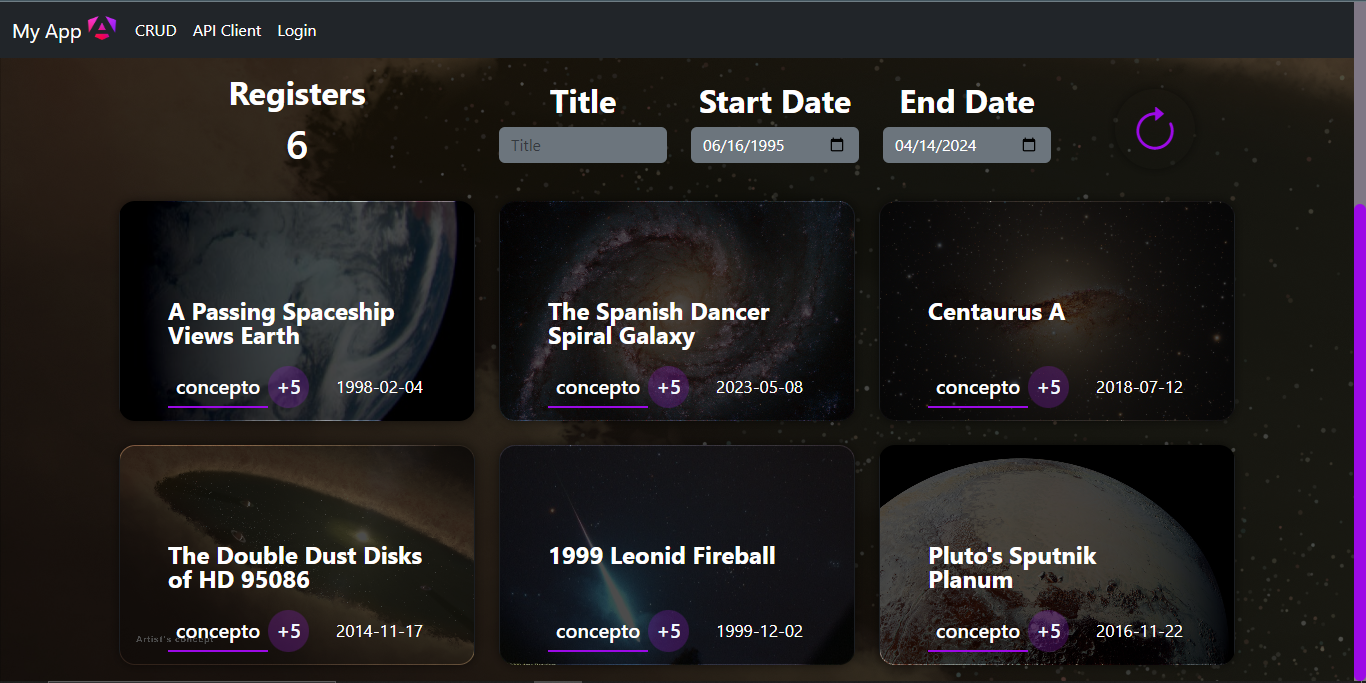 My App CRUD API Client Login
Registers
6
Title
Title
Start Date
06/16/1995
End Date
04/14/2024
A Passing Spaceship
Views Earth
concepto +5 1998-02-04
The Spanish Dancer
Spiral Galaxy
concepto +5 2023-05-08
Centaurus A
concepto +5 2018-07-12
The Double Dust Disks
of HD 95086
Artist's concept
concepto +5 2014-11-17
1999 Leonid Fireball
concepto +5 1999-12-02
Pluto's Sputnik
Planum
concepto +5 2016-11-22